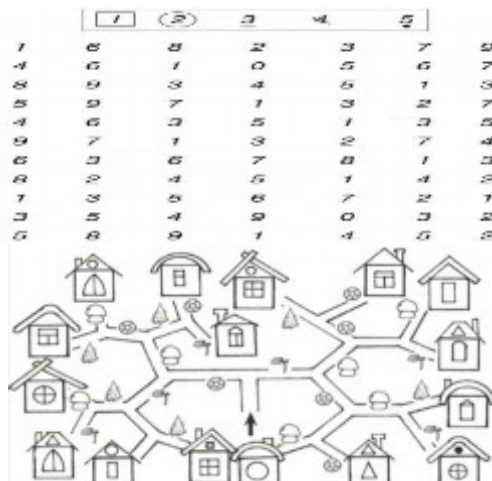 1 2 3 4 5
1 6 8 2 3 7 9
4 6 1 0 5 6 7
8 9 3 4 5 1 3
5 9 7 1 3 2 7
4 6 3 5 1 3 5
9 7 1 3 2 7 4
6 3 6 7 8 1 3
8 2 4 5 1 4 2
1 3 5 6 7 2 1
3 5 4 9 0 3 2
5 8 9 1 4 5 2